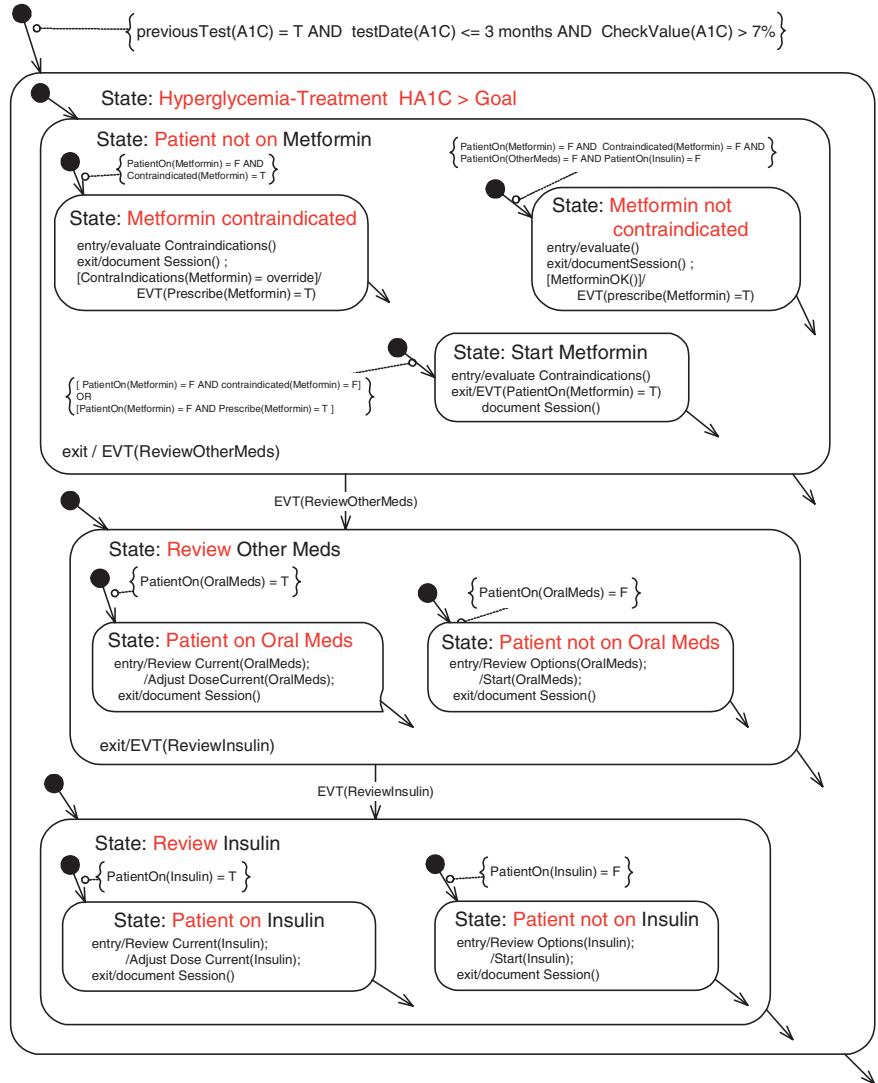 previousTest(A1C) = T AND testDate(A1C) <= 3 months AND CheckValue(A1C) > 7%
State: Hyperglycemia-Treatment HA1C > Goal
State: Patient not on Metformin
PatientOn(Metformin) = F AND
Contraindicated(Metformin) = T
PatientOn(Metformin) = F AND Contraindicated(Metformin) = F AND
PatientOn(OtherMeds) = F AND PatientOn(Insulin) = F
State: Metformin contraindicated
entry/evaluate Contraindications()
exit/document Session() ;
[ContraIndications(Metformin) = override]/
EVT(Prescribe(Metformin) = T)
State: Metformin not
contraindicated
entry/evaluate()
exit/documentSession() ;
[MetforminOK()]/
EVT(prescribe(Metformin) =T)
State: Start Metformin
entry/evaluate Contraindications()
exit/EVT(PatientOn(Metformin) = T)
document Session()
[ PatientOn(Metformin) = F AND contraindicated(Metformin) = F]
OR
[PatientOn(Metformin) = F AND Prescribe(Metformin) = T ]
exit / EVT(ReviewOtherMeds)
EVT(ReviewOtherMeds)
State: Review Other Meds
PatientOn(OralMeds) = T
PatientOn(OralMeds) = F
State: Patient on Oral Meds
entry/Review Current(OralMeds);
/Adjust DoseCurrent(OralMeds);
exit/document Session()
State: Patient not on Oral Meds
entry/Review Options(OralMeds);
/Start(OralMeds);
exit/document Session()
exit/EVT(ReviewInsulin)
EVT(ReviewInsulin)
State: Review Insulin
PatientOn(Insulin) = T
PatientOn(Insulin) = F
State: Patient on Insulin
entry/Review Current(Insulin);
/Adjust Dose Current(Insulin);
exit/document Session()
State: Patient not on Insulin
entry/Review Options(Insulin);
/Start(Insulin);
exit/document Session()